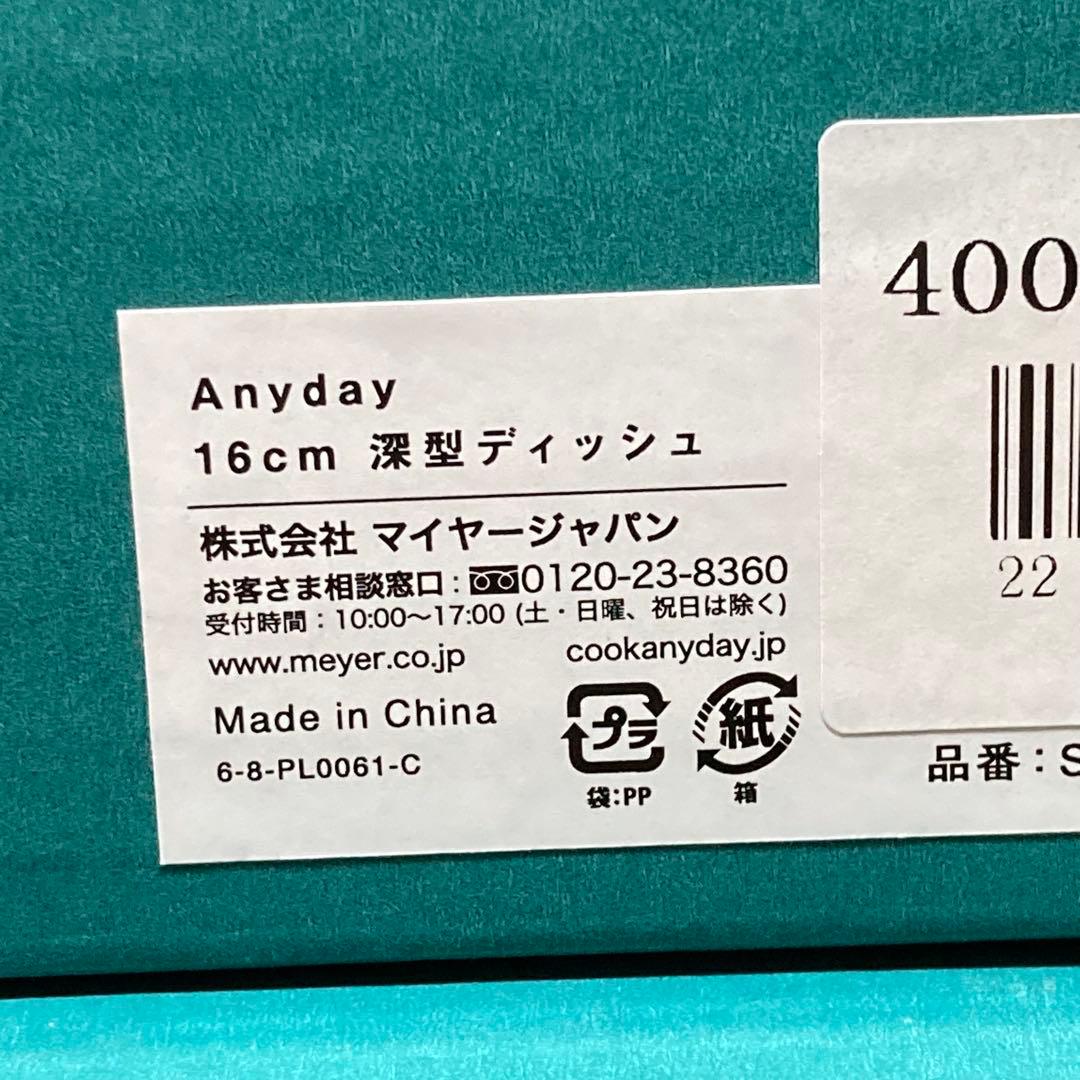 Anyday
16cm 深型ディッシュ
株式会社 マイヤージャパン
お客さま相談窓口:0120-23-8360
受付時間:10:00〜17:00 (土・日曜、祝日は除く)
www.meyer.co.jp
cookanyday.jp
Made in China
6-8-PL0061-C
プラ
袋:PP
紙
箱
400
22
品番:S